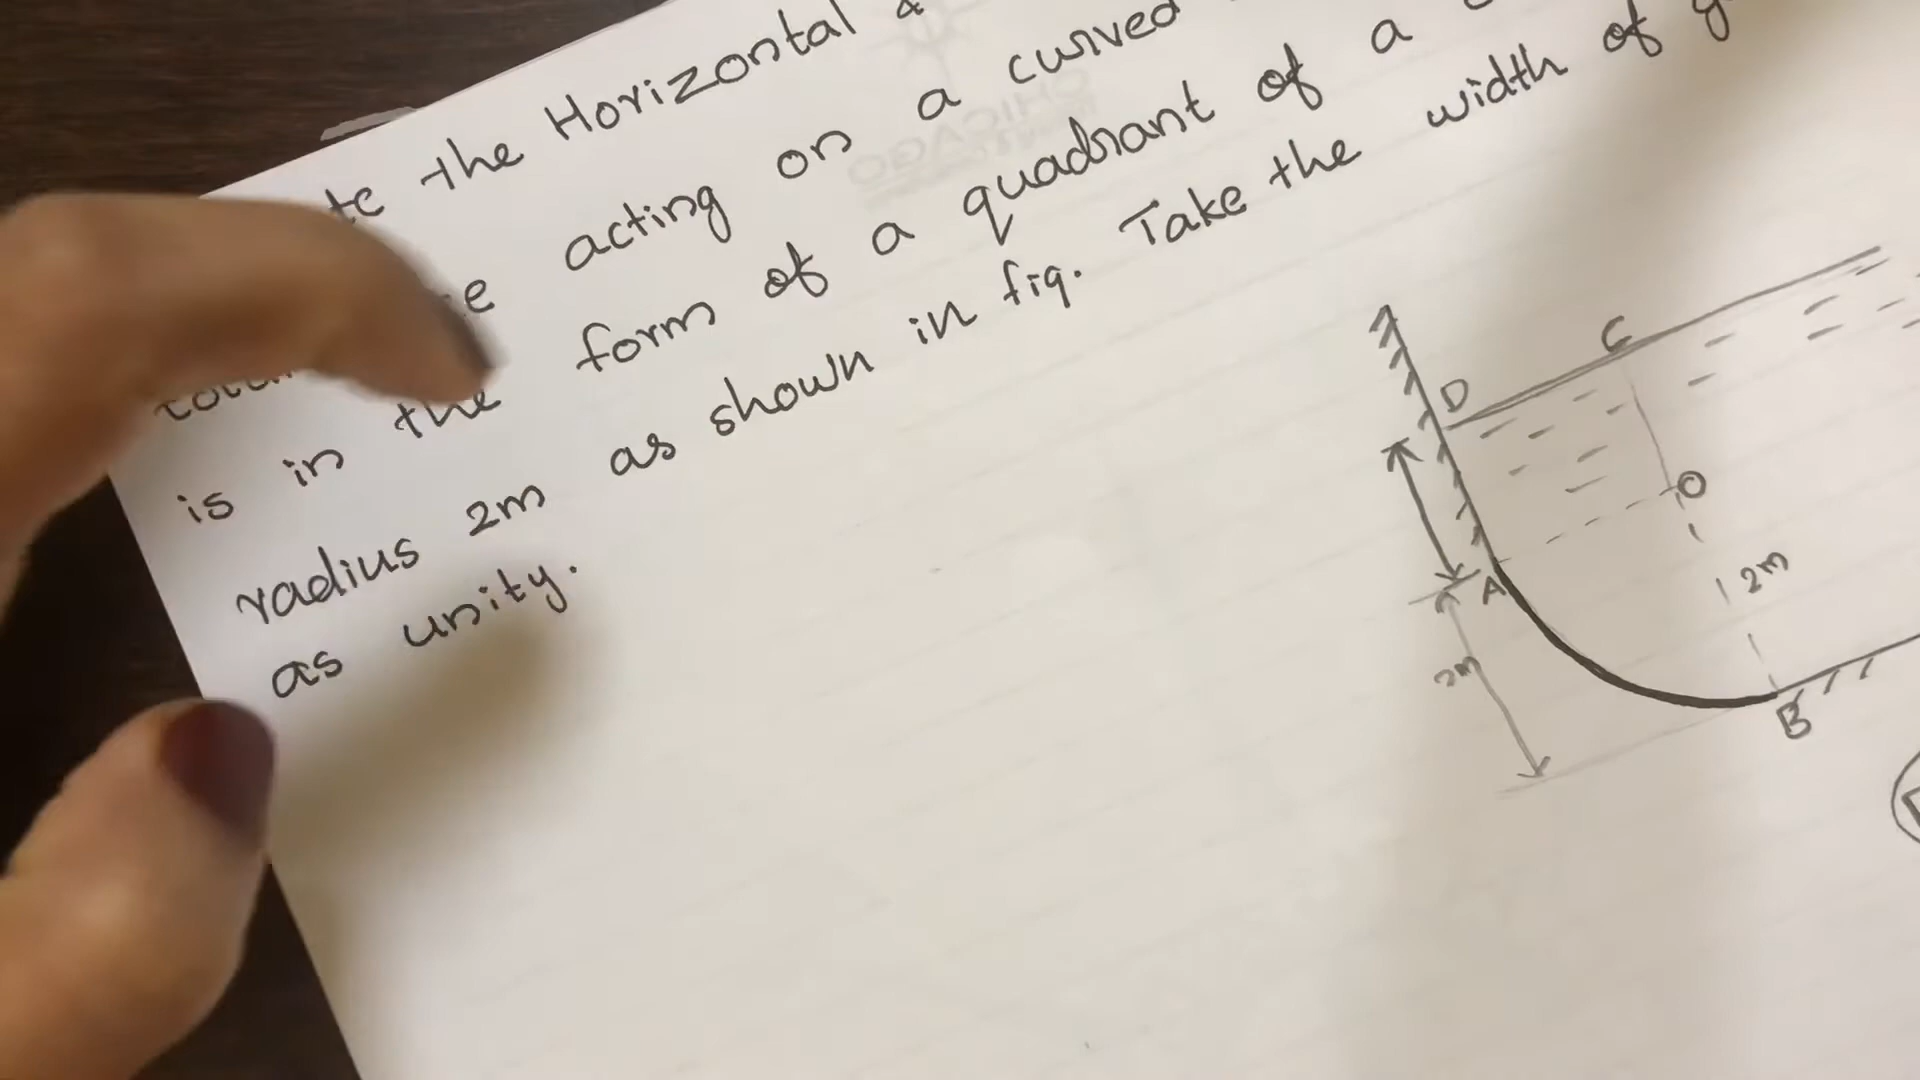 the Horizontal &
acting on a curved
is in the form of a quadrant of a
radius 2m as shown in fig. Take the width of
as unity.
D
C
O
A
2m
2m
B
CHICAGO